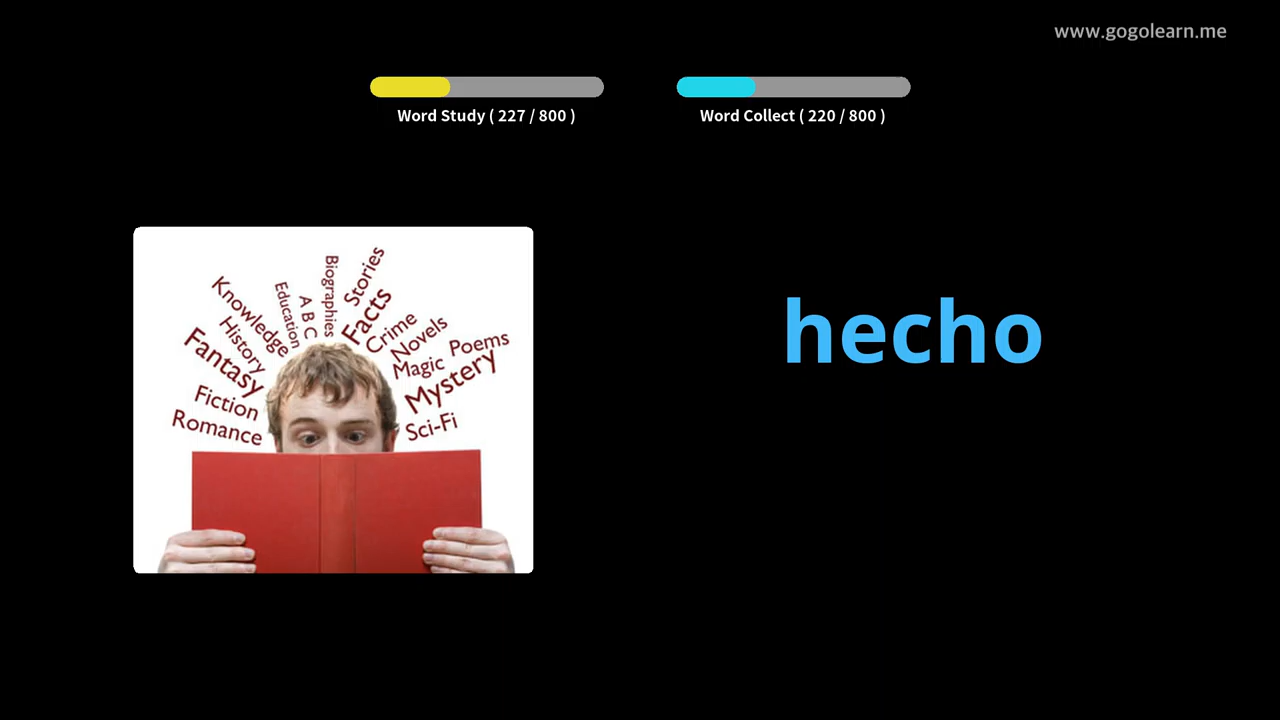 www.gogolearn.me
Word Study ( 227 / 800 )
Word Collect ( 220 / 800 )
Biographies
Stories
Education
A B C
Facts
Knowledge
Crime
History
Novels
Fantasy
Magic
Poems
Mystery
Fiction
Romance
Sci-Fi
hecho